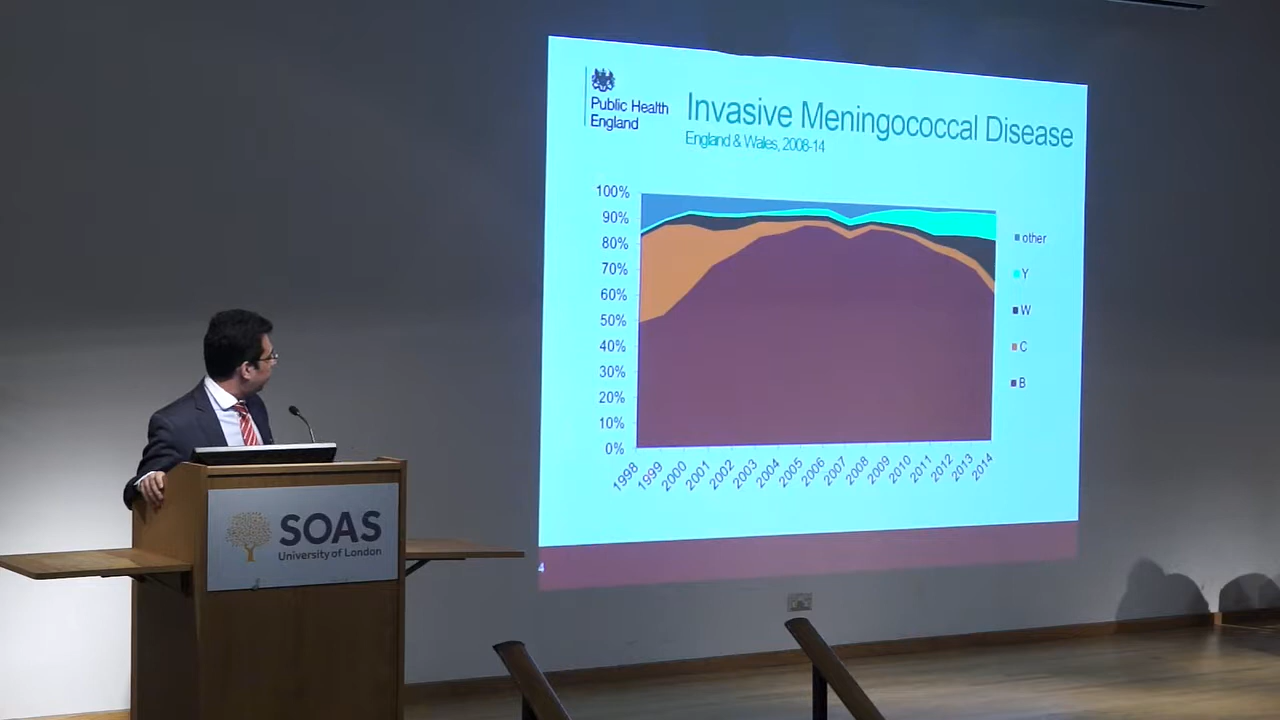 Public Health
England
Invasive Meningococcal Disease
England & Wales, 2008-14
100%
90%
80%
70%
60%
50%
40%
30%
20%
10%
0%
1998
1999
2000
2001
2002
2003
2004
2005
2006
2007
2008
2009
2010
2011
2012
2013
2014
other
Y
W
C
B
4
SOAS
University of London